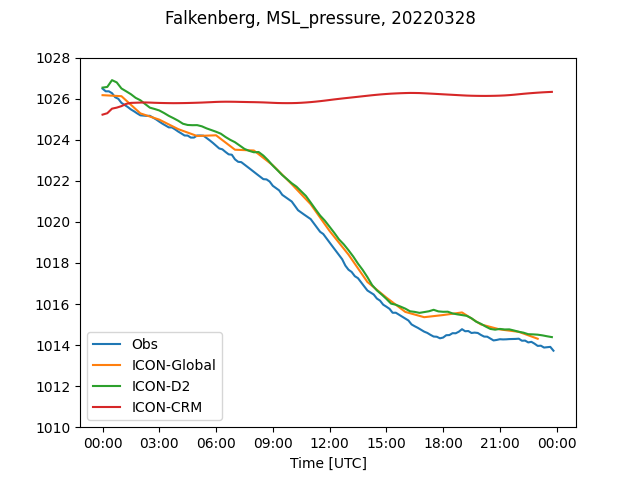 Falkenberg, MSL_pressure, 20220328
1028
1026
1024
1022
1020
1018
1016
1014
1012
1010
Obs
ICON-Global
ICON-D2
ICON-CRM
00:00 03:00 06:00 09:00 12:00 15:00 18:00 21:00 00:00
Time [UTC]